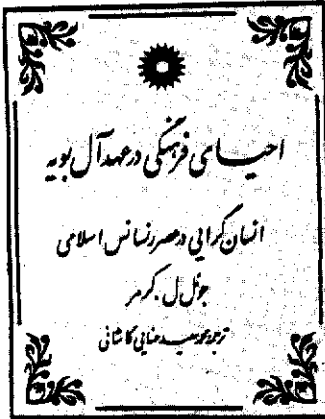 احیای فرهنگی در عهد آل بویه
انسان‌گرایی در عصر رنسانس اسلامی
جوئل ل. کرمر
ترجمه محمد سعید حنایی کاشانی